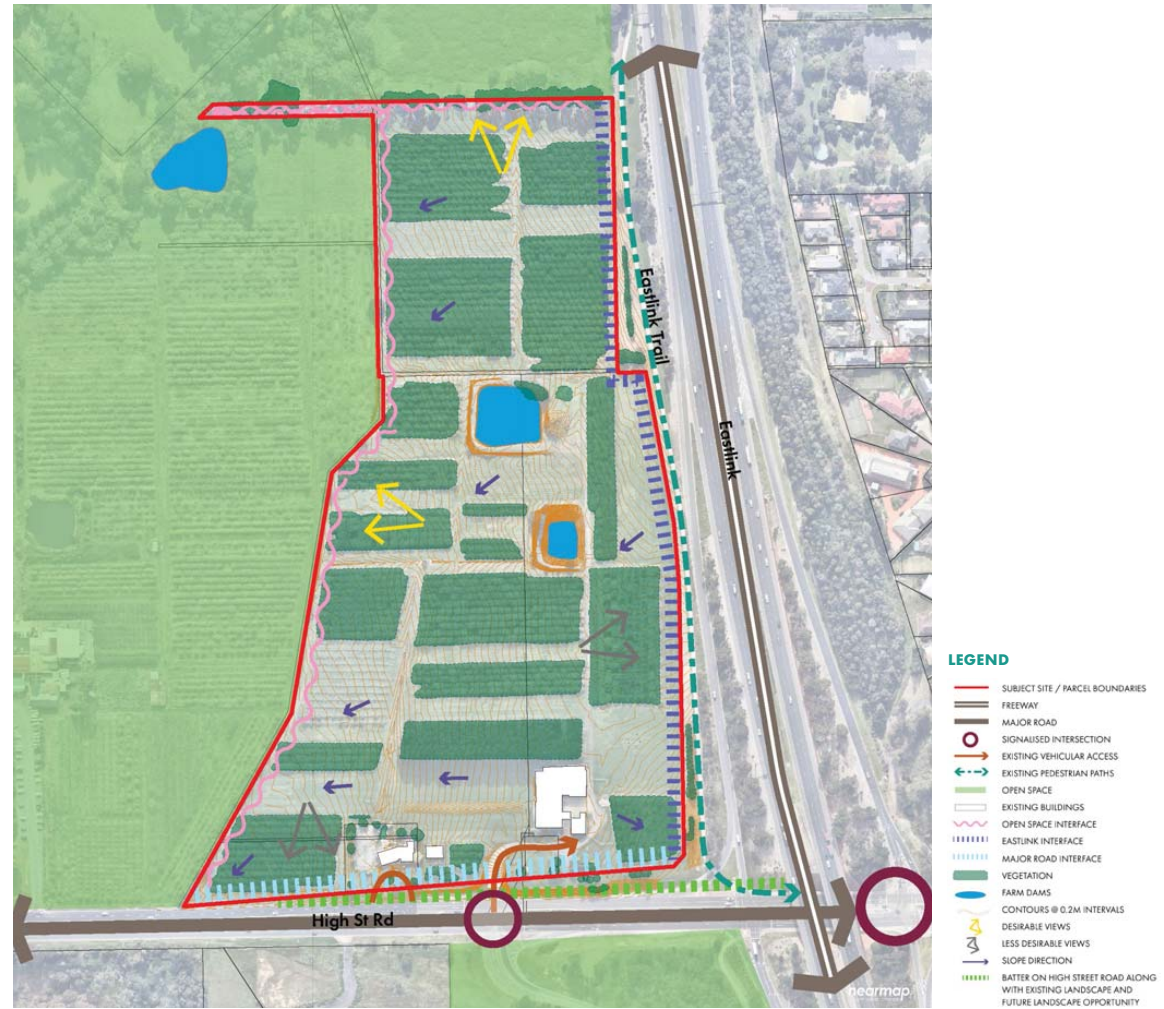 Eastlink Trail
Eastlink
High St Rd
nearmap
LEGEND
SUBJECT SITE / PARCEL BOUNDARIES
FREEWAY
MAJOR ROAD
SIGNALISED INTERSECTION
EXISTING VEHICULAR ACCESS
EXISTING PEDESTRIAN PATHS
OPEN SPACE
EXISTING BUILDINGS
OPEN SPACE INTERFACE
EASTLINK INTERFACE
MAJOR ROAD INTERFACE
VEGETATION
FARM DAMS
CONTOURS @ 0.2M INTERVALS
DESIRABLE VIEWS
LESS DESIRABLE VIEWS
SLOPE DIRECTION
BATTER ON HIGH STREET ROAD ALONG
WITH EXISTING LANDSCAPE AND
FUTURE LANDSCAPE OPPORTUNITY